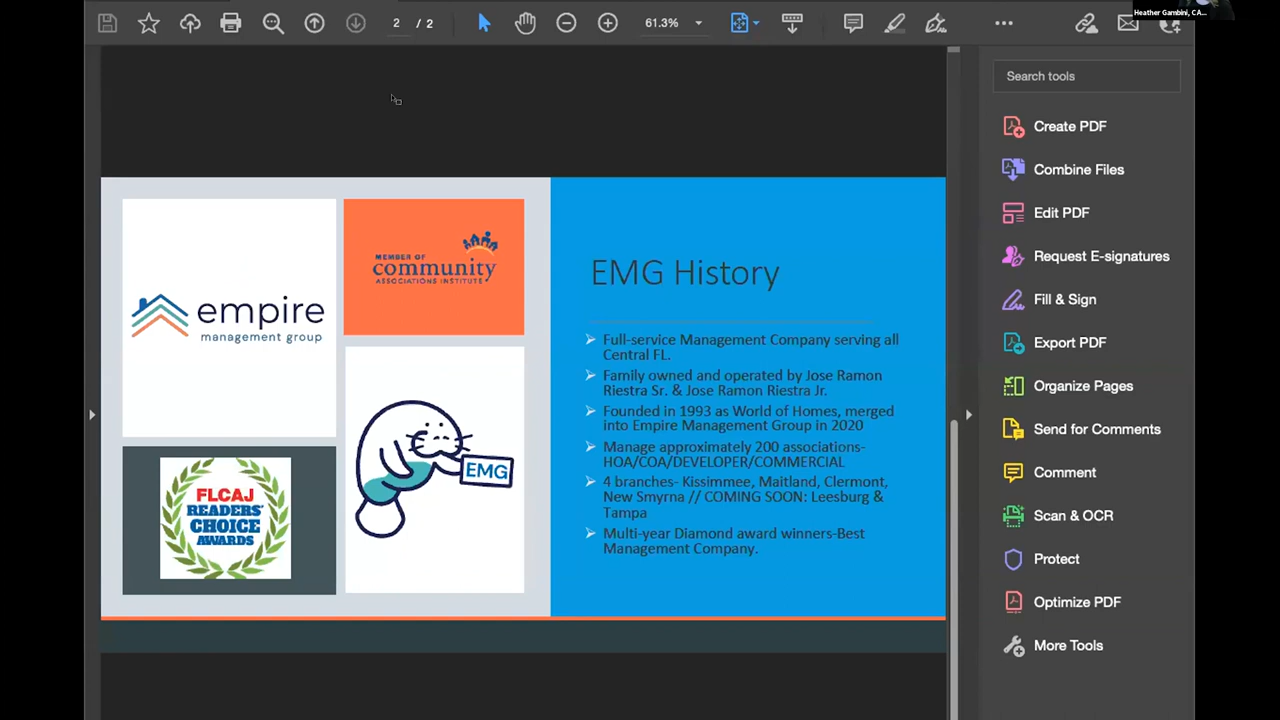 2 / 2
61.3%
Heather Gambini, CA...
Search tools
Create PDF
Combine Files
Edit PDF
Request E-signatures
Fill & Sign
Export PDF
Organize Pages
Send for Comments
Comment
Scan & OCR
Protect
Optimize PDF
More Tools
empire
management group
MEMBER OF
community
ASSOCIATIONS INSTITUTE
FLCAJ
READERS'
CHOICE
AWARDS
EMG
EMG History
Full-service Management Company serving all
Central FL.
Family owned and operated by Jose Ramon
Riestra Sr. & Jose Ramon Riestra Jr.
Founded in 1993 as World of Homes, merged
into Empire Management Group in 2020
Manage approximately 200 associations-
HOA/COA/DEVELOPER/COMMERCIAL
4 branches- Kissimmee, Maitland, Clermont,
New Smyrna // COMING SOON: Leesburg &
Tampa
Multi-year Diamond award winners-Best
Management Company.